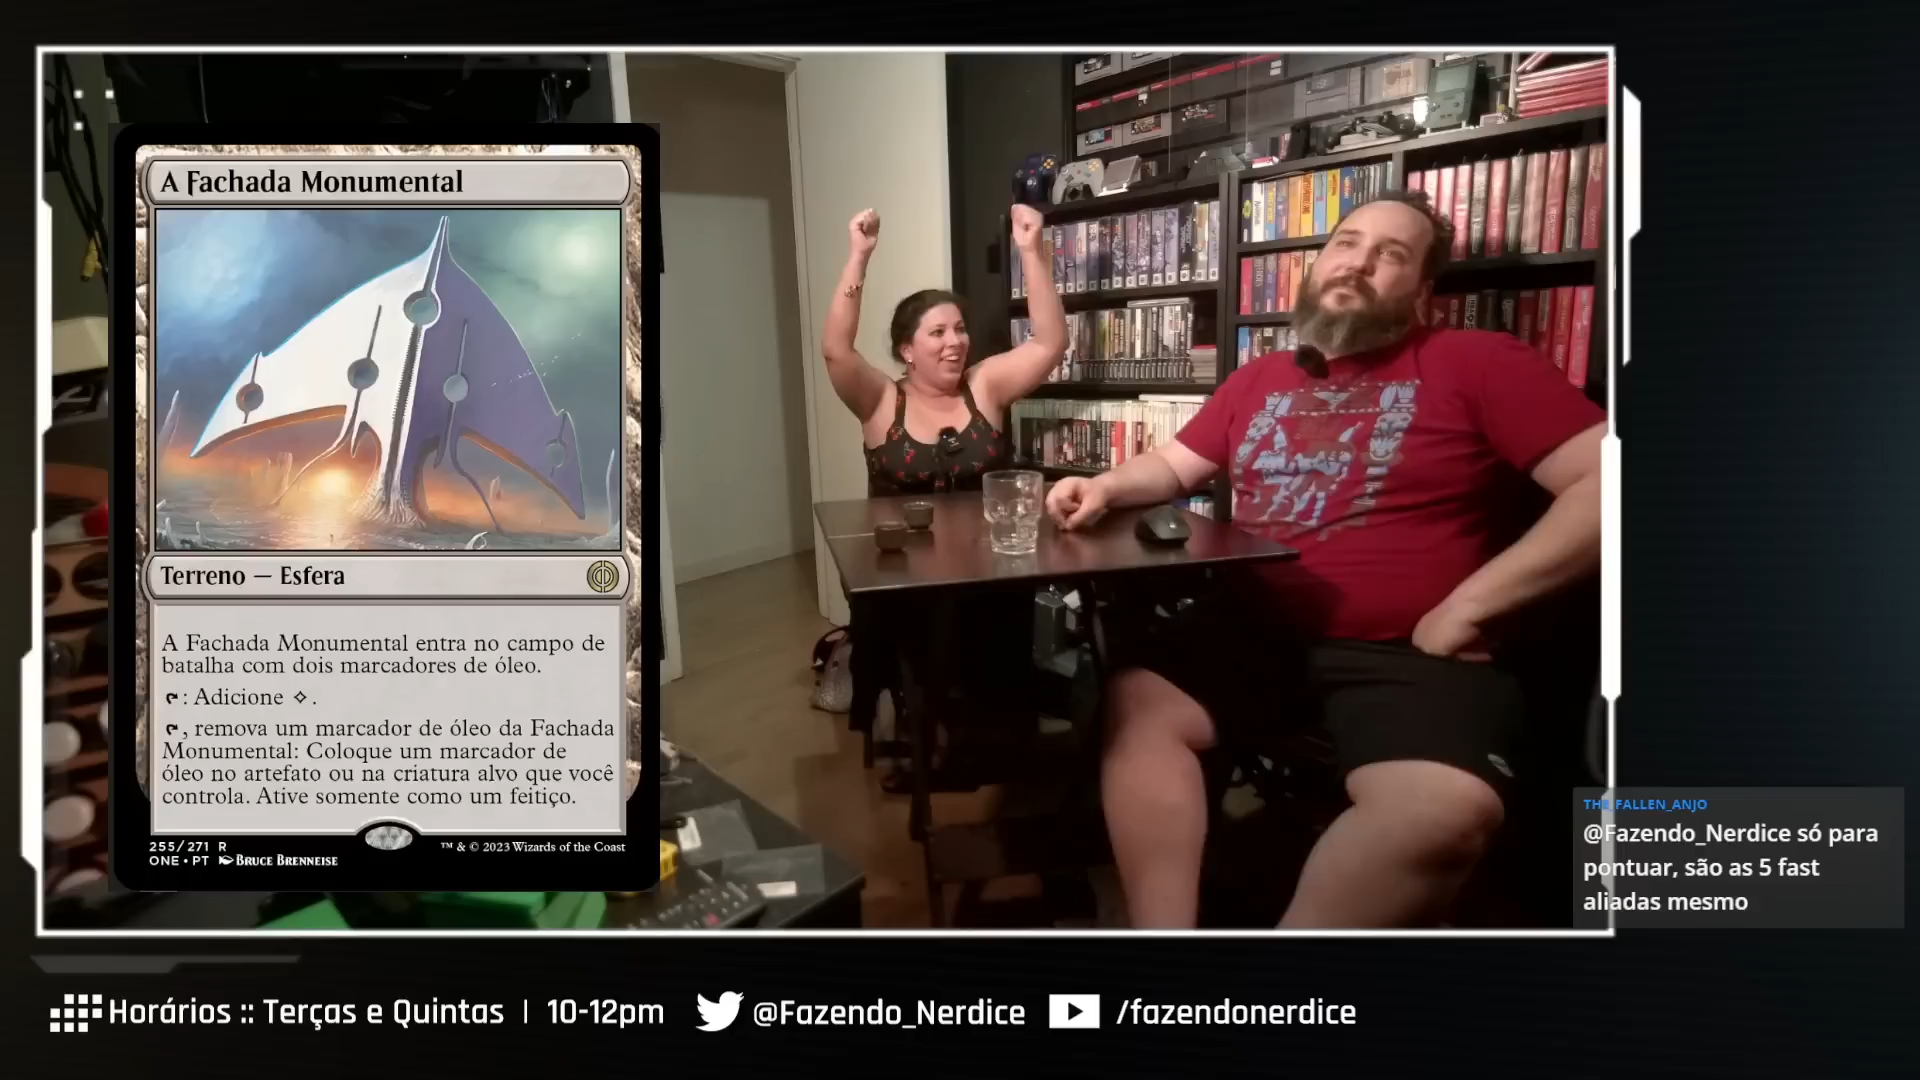 A Fachada Monumental
Terreno — Esfera
A Fachada Monumental entra no campo de
batalha com dois marcadores de óleo.
: Adicione .
, remova um marcador de óleo da Fachada
Monumental: Coloque um marcador de
óleo no artefato ou na criatura alvo que você
controla. Ative somente como um feitiço.
255/271 R
ONE • PT BRUCE BRENNEISE
™ & © 2023 Wizards of the Coast
THE_FALLEN_ANJO
@Fazendo_Nerdice só para
pontuar, são as 5 fast
aliadas mesmo
Horários :: Terças e Quintas | 10-12pm @Fazendo_Nerdice /fazendonerdice